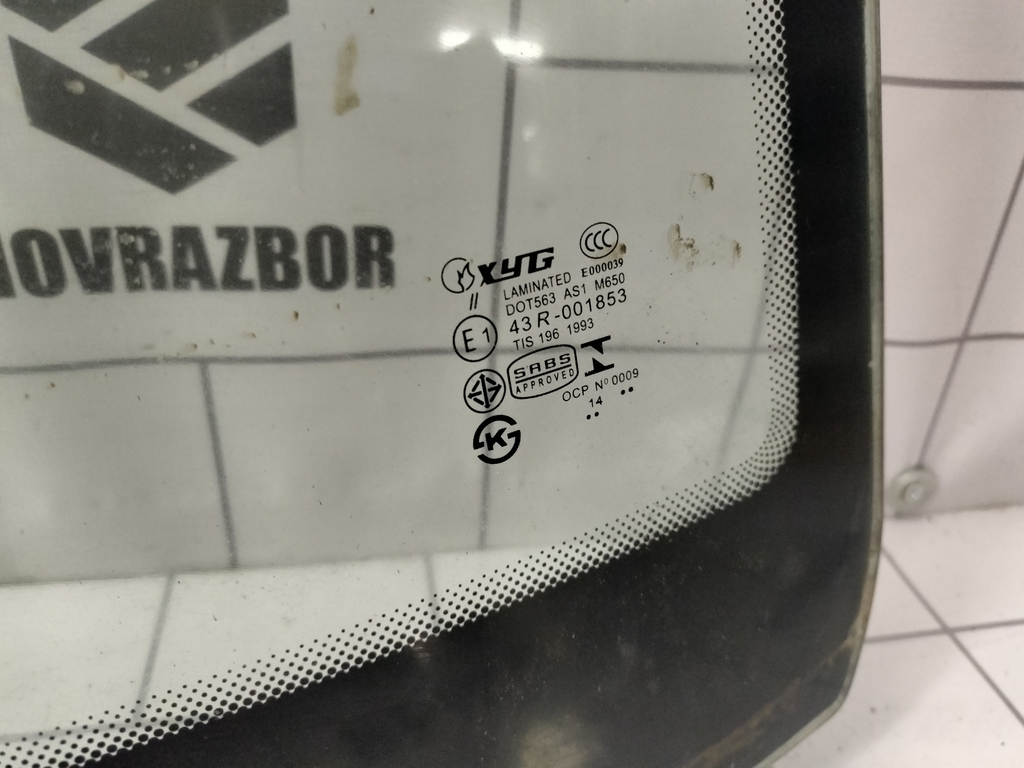 OVRAZBOR
XYG
CCC
E000039
II
LAMINATED
DOT563 AS1 M650
E1
43R-001853
TIS 196 1993
SABS
APPROVED
OCP Nº 0009
14
K